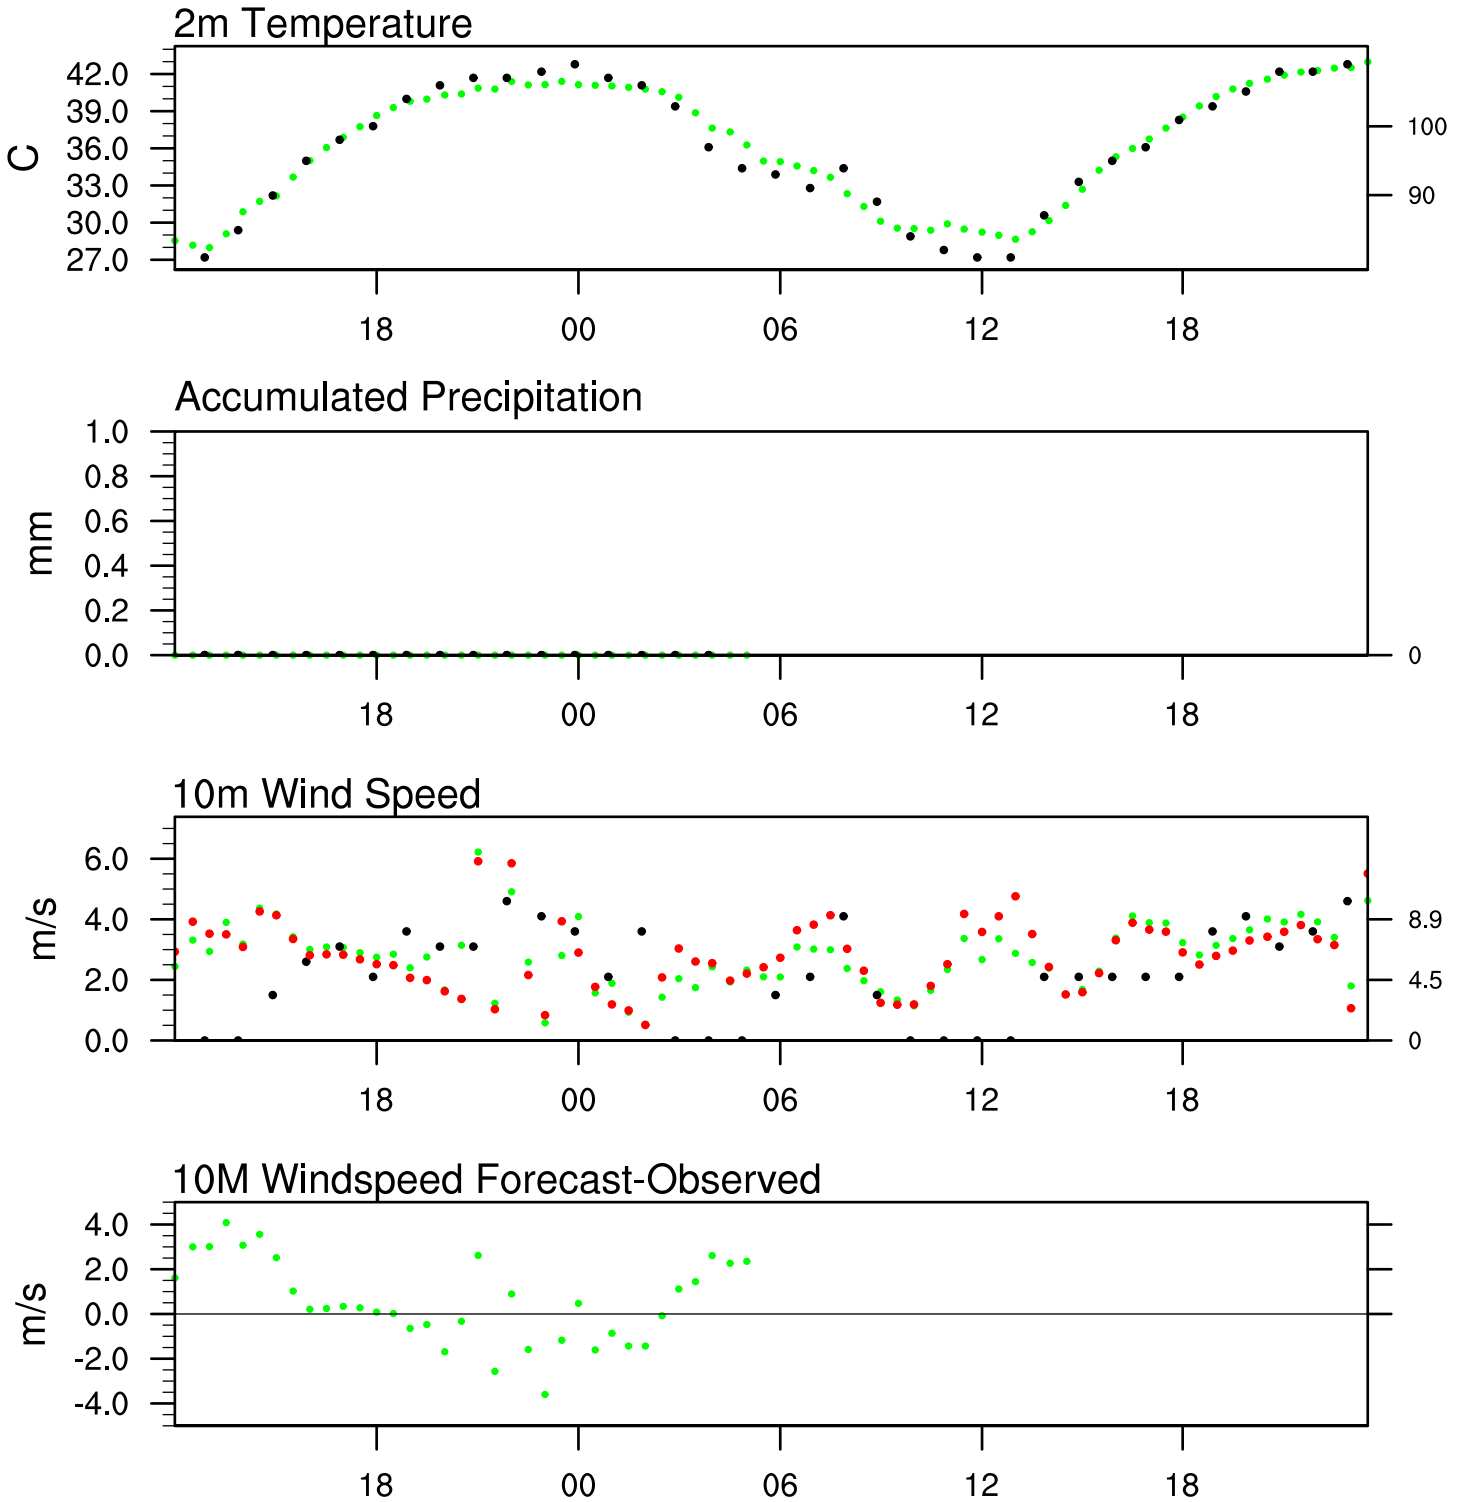 2m Temperature
42.0
39.0
36.0
33.0
30.0
27.0
C
100
90
18 00 06 12 18
Accumulated Precipitation
1.0
0.8
0.6
0.4
0.2
0.0
mm
0
18 00 06 12 18
10m Wind Speed
6.0
4.0
2.0
0.0
m/s
8.9
4.5
0
18 00 06 12 18
10M Windspeed Forecast-Observed
4.0
2.0
0.0
-2.0
-4.0
m/s
18 00 06 12 18